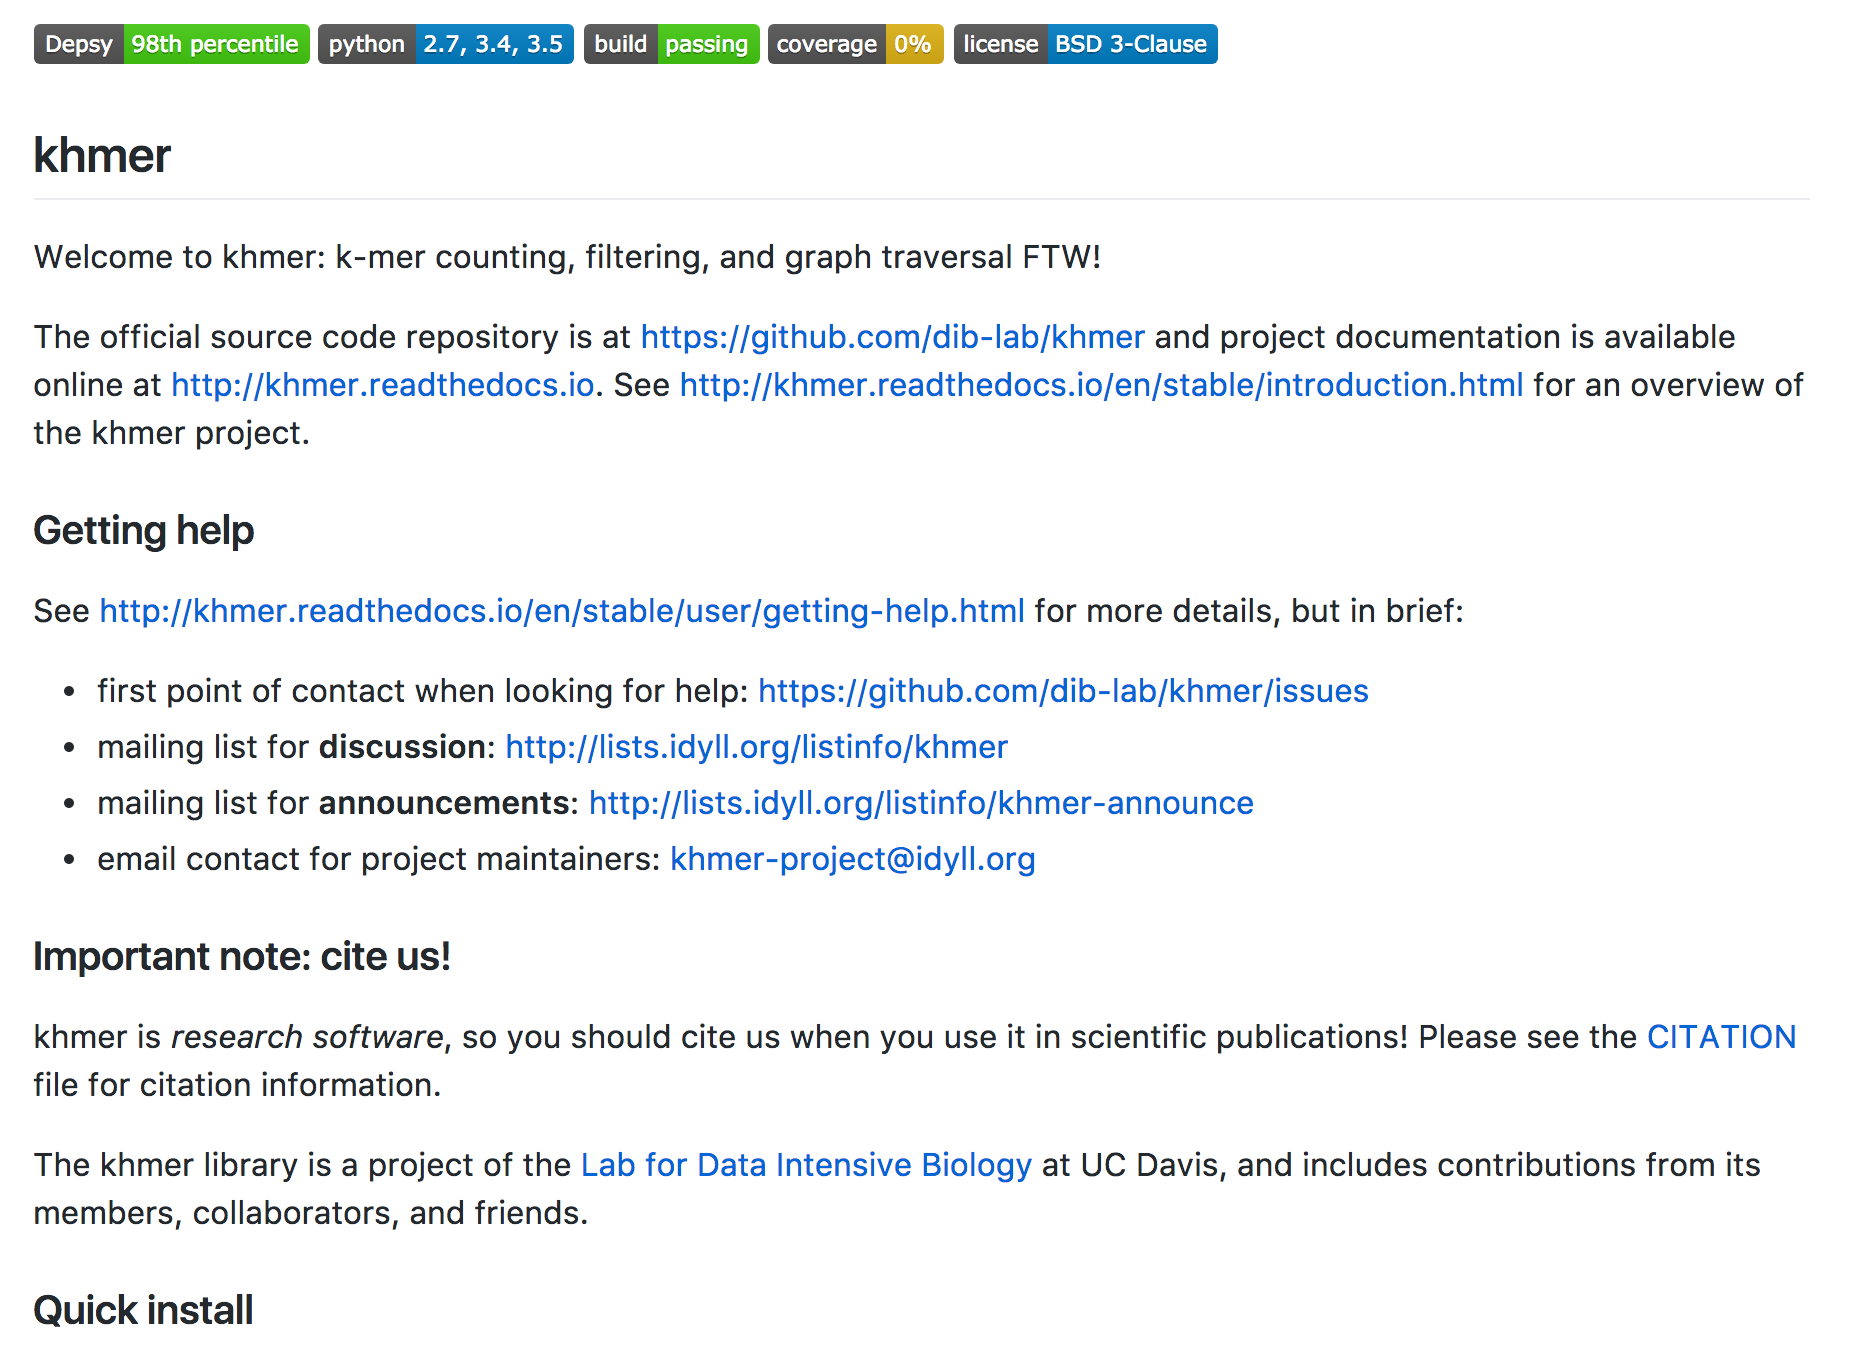 Depsy 98th percentile python 2.7, 3.4, 3.5 build passing coverage 0% license BSD 3-Clause
khmer
Welcome to khmer: k-mer counting, filtering, and graph traversal FTW!
The official source code repository is at https://github.com/dib-lab/khmer and project documentation is available
online at http://khmer.readthedocs.io. See http://khmer.readthedocs.io/en/stable/introduction.html for an overview of
the khmer project.
Getting help
See http://khmer.readthedocs.io/en/stable/user/getting-help.html for more details, but in brief:
• first point of contact when looking for help: https://github.com/dib-lab/khmer/issues
• mailing list for discussion: http://lists.idyll.org/listinfo/khmer
• mailing list for announcements: http://lists.idyll.org/listinfo/khmer-announce
• email contact for project maintainers: khmer-project@idyll.org
Important note: cite us!
khmer is research software, so you should cite us when you use it in scientific publications! Please see the CITATION
file for citation information.
The khmer library is a project of the Lab for Data Intensive Biology at UC Davis, and includes contributions from its
members, collaborators, and friends.
Quick install